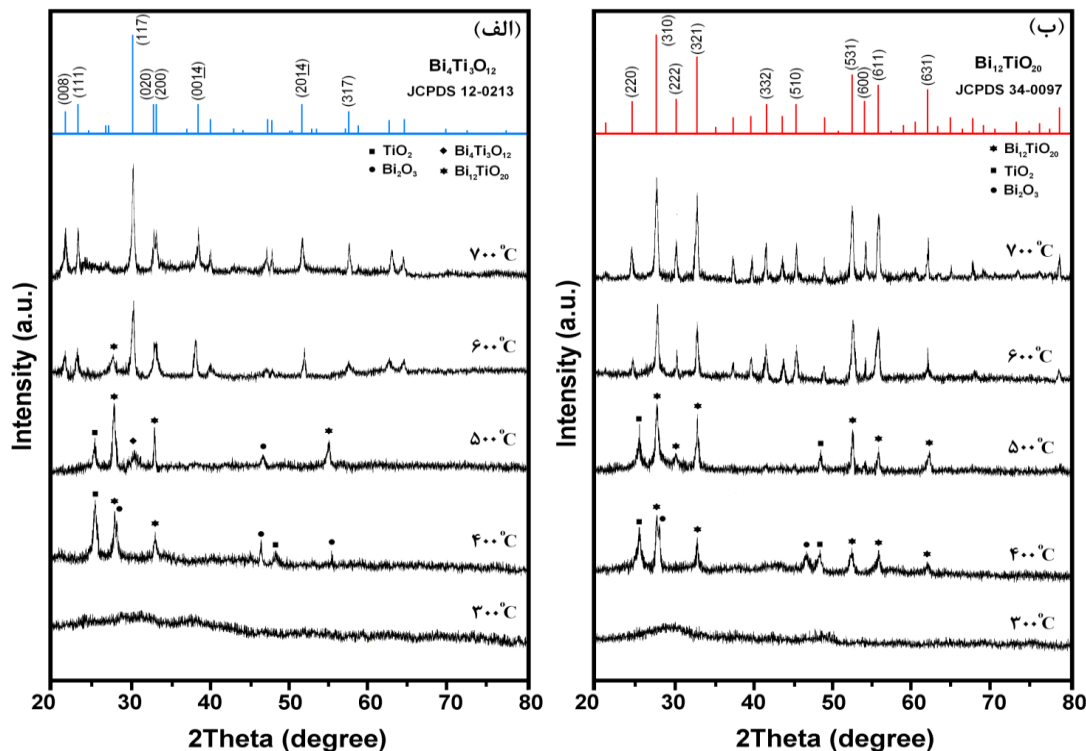 (الف)
(008)
(111)
(117)
(020)
(200)
(0014)
(2014)
(317)
Bi₄Ti₃O₁₂
JCPDS 12-0213
■ TiO₂
◆ Bi₄Ti₃O₁₂
● Bi₂O₃
✶ Bi₁₂TiO₂₀
۷۰۰°C
۶۰۰°C
۵۰۰°C
۴۰۰°C
۳۰۰°C
Intensity (a.u.)
20 30 40 50 60 70 80
2Theta (degree)
(ب)
(220)
(310)
(222)
(321)
(332)
(510)
(531)
(600)
(611)
(631)
Bi₁₂TiO₂₀
JCPDS 34-0097
✶ Bi₁₂TiO₂₀
■ TiO₂
● Bi₂O₃
۷۰۰°C
۶۰۰°C
۵۰۰°C
۴۰۰°C
۳۰۰°C
Intensity (a.u.)
20 30 40 50 60 70 80
2Theta (degree)